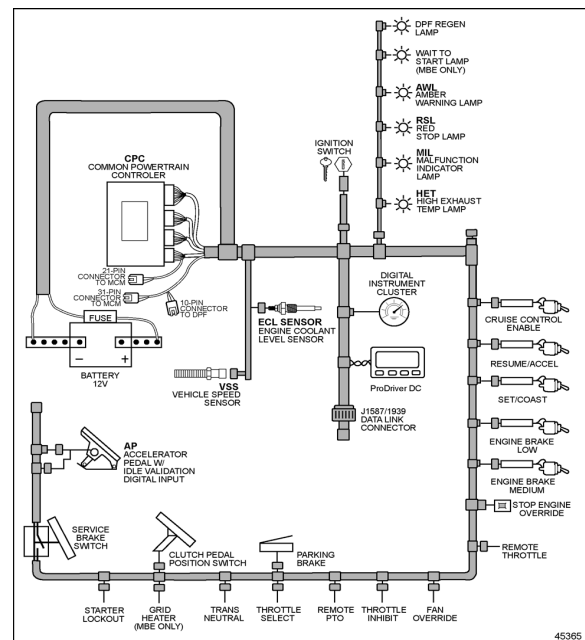 DPF REGEN
LAMP
WAIT TO
START LAMP
(MBE ONLY)
AWL
AMBER
WARNING LAMP
RSL
RED
STOP LAMP
MIL
MALFUNCTION
INDICATOR
LAMP
HET
HIGH EXHAUST
TEMP LAMP
IGNITION
SWITCH
CPC
COMMON POWERTRAIN
CONTROLER
21-PIN
CONNECTOR
TO MCM
31-PIN
CONNECTOR
TO MCM
10-PIN
CONNECTOR
TO DPF
FUSE
BATTERY
12V
ECL SENSOR
ENGINE COOLANT
LEVEL SENSOR
VSS
VEHICLE SPEED
SENSOR
DIGITAL
INSTRUMENT
CLUSTER
ProDriver DC
J1587/1939
DATA LINK
CONNECTOR
CRUISE CONTROL
ENABLE
RESUME/ACCEL
SET/COAST
ENGINE BRAKE
LOW
ENGINE BRAKE
MEDIUM
STOP ENGINE
OVERRIDE
REMOTE
THROTTLE
AP
ACCELERATOR
PEDAL W/
IDLE VALIDATION
DIGITAL INPUT
SERVICE
BRAKE
SWITCH
CLUTCH PEDAL
POSITION SWITCH
PARKING
BRAKE
STARTER
LOCKOUT
GRID
HEATER
(MBE ONLY)
TRANS
NEUTRAL
THROTTLE
SELECT
REMOTE
PTO
THROTTLE
INHIBIT
FAN
OVERRIDE
45365